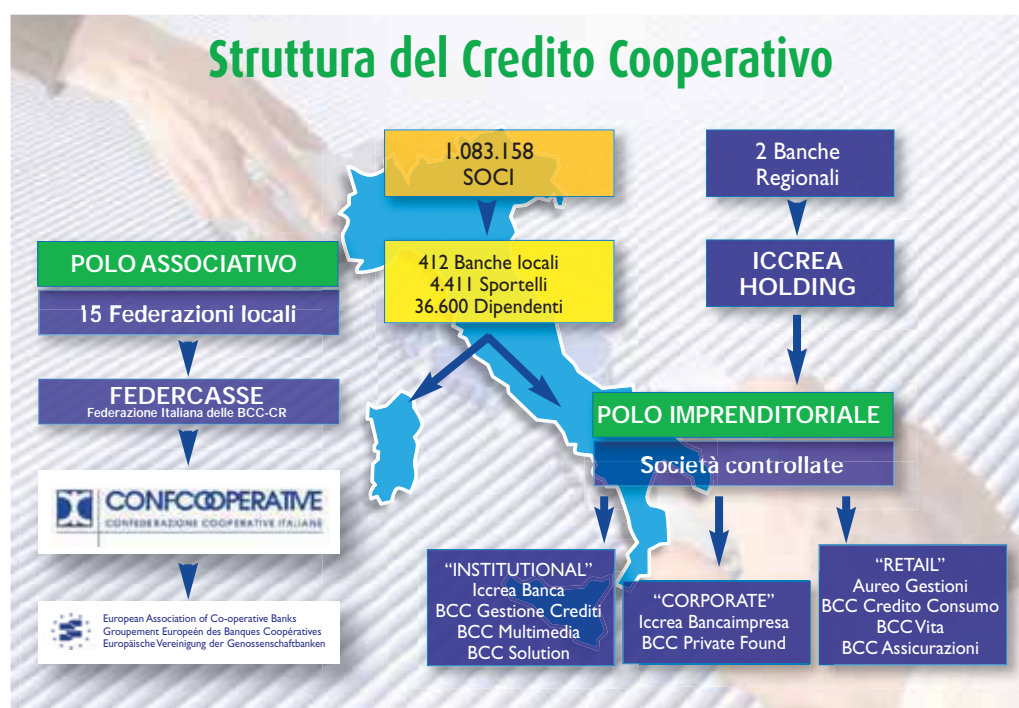 Struttura del Credito Cooperativo
1.083.158
SOCI
2 Banche
Regionali
POLO ASSOCIATIVO
15 Federazioni locali
412 Banche locali
4.411 Sportelli
36.600 Dipendenti
ICCREA
HOLDING
FEDERCASSE
Federazione Italiana delle BCC-CR
POLO IMPRENDITORIALE
Società controllate
CONFCOOPERATIVE
CONFEDERAZIONE COOPERATIVE ITALIANE
European Association of Co-operative Banks
Groupement Européen des Banques Coopératives
Europäische Vereinigung der Genossenschaftbanken
“INSTITUTIONAL”
Iccrea Banca
BCC Gestione Crediti
BCC Multimedia
BCC Solution
“CORPORATE”
Iccrea Bancaimpresa
BCC Private Found
“RETAIL”
Aureo Gestioni
BCC Credito Consumo
BCC Vita
BCC Assicurazioni